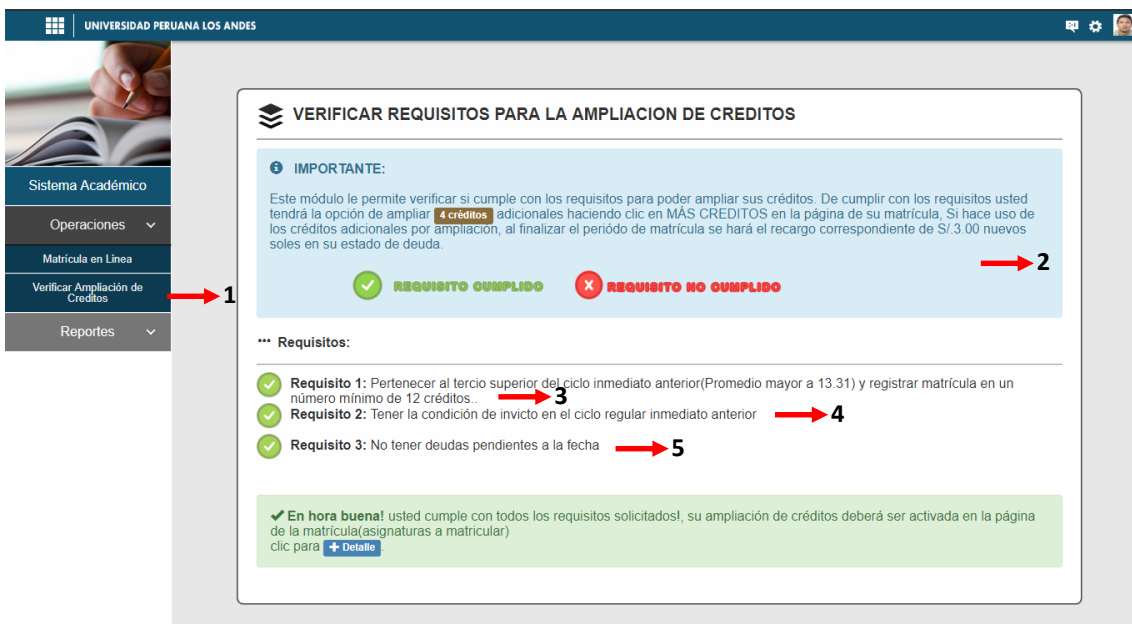 UNIVERSIDAD PERUANA LOS ANDES
Sistema Académico
Operaciones
Matrícula en Línea
Verificar Ampliación de
Creditos
Reportes
1
VERIFICAR REQUISITOS PARA LA AMPLIACION DE CREDITOS
IMPORTANTE:
Este módulo le permite verificar si cumple con los requisitos para poder ampliar sus créditos. De cumplir con los requisitos usted
tendrá la opción de ampliar 4 créditos adicionales haciendo clic en MÁS CREDITOS en la página de su matrícula, Si hace uso de
los créditos adicionales por ampliación, al finalizar el periódo de matrícula se hará el recargo correspondiente de S/.3.00 nuevos
soles en su estado de deuda.
2
REQUISITO CUMPLIDO
REQUISITO NO CUMPLIDO
Requisitos:
Requisito 1: Pertenecer al tercio superior del ciclo inmediato anterior(Promedio mayor a 13.31) y registrar matrícula en un
número mínimo de 12 créditos..
3
Requisito 2: Tener la condición de invicto en el ciclo regular inmediato anterior
4
Requisito 3: No tener deudas pendientes a la fecha
5
En hora buena! usted cumple con todos los requisitos solicitados!, su ampliación de créditos deberá ser activada en la página
de la matrícula(asignaturas a matricular)
clic para + Detalle.